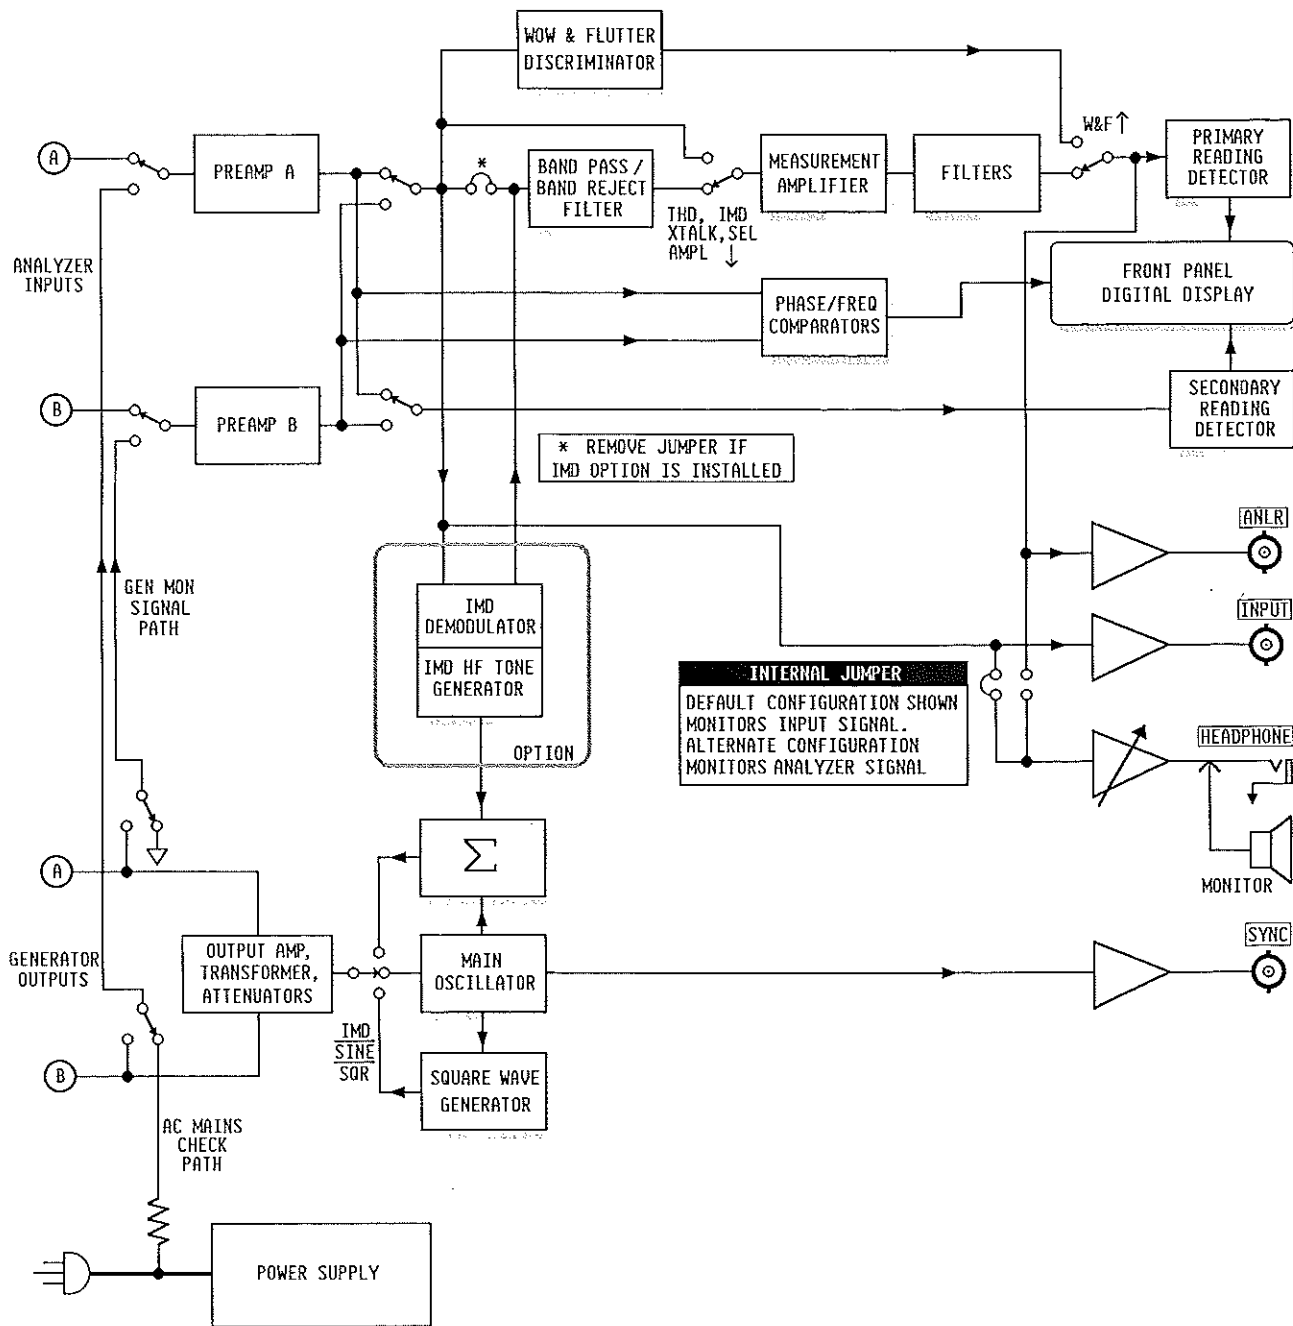 WOW & FLUTTER
DISCRIMINATOR
W&F ↑
A
PREAMP A
*
BAND PASS /
BAND REJECT
FILTER
MEASUREMENT
AMPLIFIER
FILTERS
PRIMARY
READING
DETECTOR
THD, IMD
XTALK, SEL
AMPL ↓
ANALYZER
INPUTS
PHASE/FREQ
COMPARATORS
FRONT PANEL
DIGITAL DISPLAY
B
PREAMP B
SECONDARY
READING
DETECTOR
* REMOVE JUMPER IF
IMD OPTION IS INSTALLED
ANLR
GEN MON
SIGNAL
PATH
IMD
DEMODULATOR
IMD HF TONE
GENERATOR
OPTION
INPUT
INTERNAL JUMPER
DEFAULT CONFIGURATION SHOWN
MONITORS INPUT SIGNAL.
ALTERNATE CONFIGURATION
MONITORS ANALYZER SIGNAL
HEADPHONE
MONITOR
Σ
A
GENERATOR
OUTPUTS
OUTPUT AMP,
TRANSFORMER,
ATTENUATORS
MAIN
OSCILLATOR
SYNC
IMD
SINE
SQR
B
SQUARE WAVE
GENERATOR
AC MAINS
CHECK
PATH
POWER SUPPLY